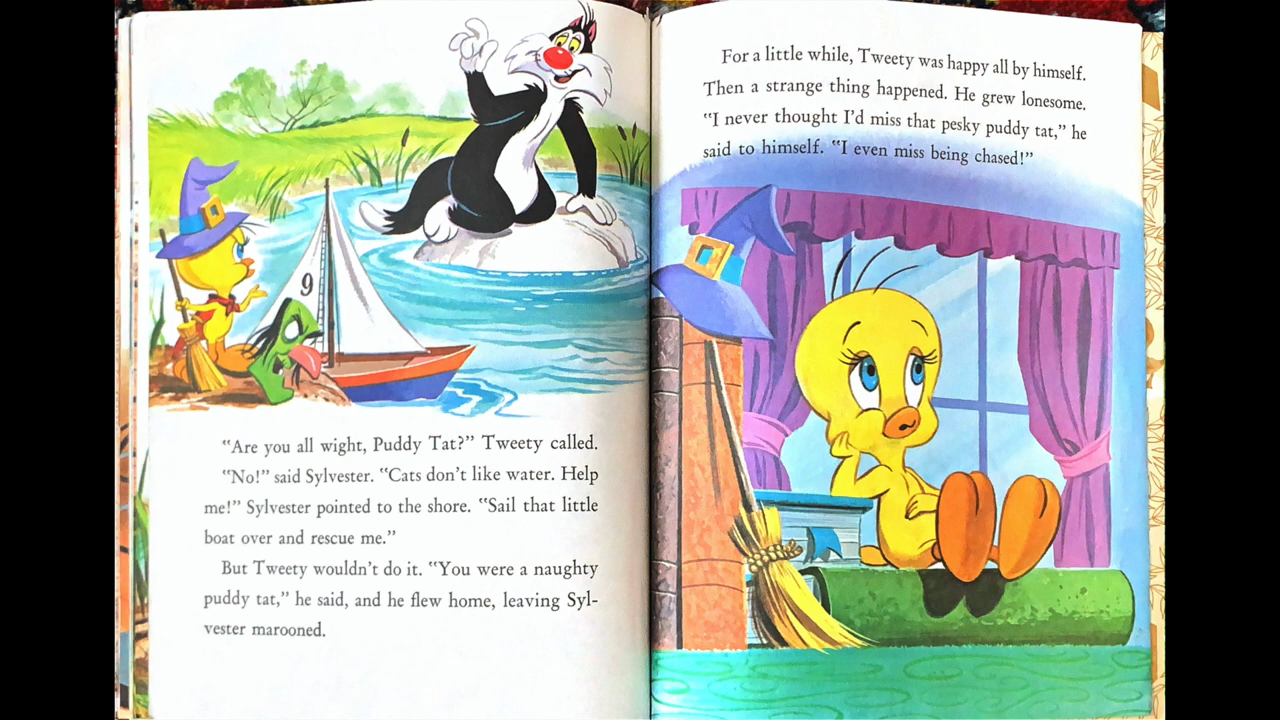 9
"Are you all wight, Puddy Tat?" Tweety called.
"No!" said Sylvester. "Cats don't like water. Help
me!" Sylvester pointed to the shore. "Sail that little
boat over and rescue me."
But Tweety wouldn't do it. "You were a naughty
puddy tat," he said, and he flew home, leaving Syl-
vester marooned.
For a little while, Tweety was happy all by himself.
Then a strange thing happened. He grew lonesome.
"I never thought I'd miss that pesky puddy tat," he
said to himself. "I even miss being chased!"